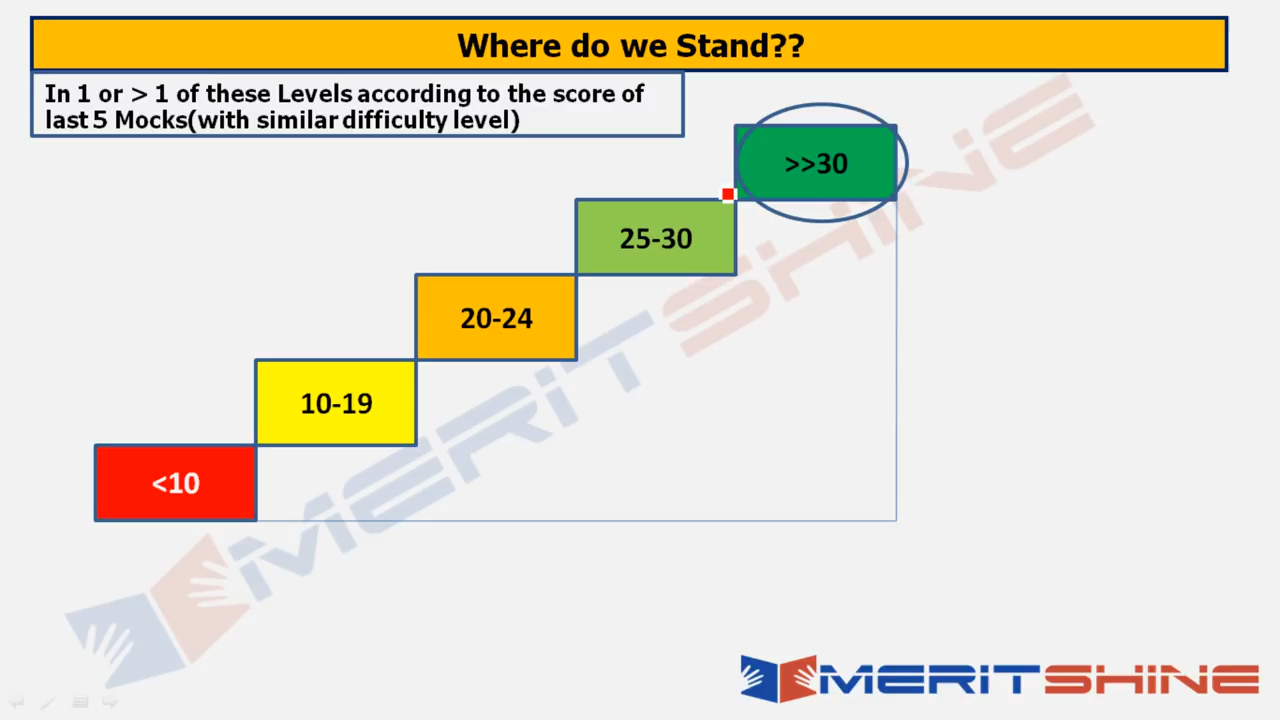 Where do we Stand??
In 1 or > 1 of these Levels according to the score of
last 5 Mocks(with similar difficulty level)
>>30
25-30
20-24
10-19
<10
MERITSHINE
MERITSHINE